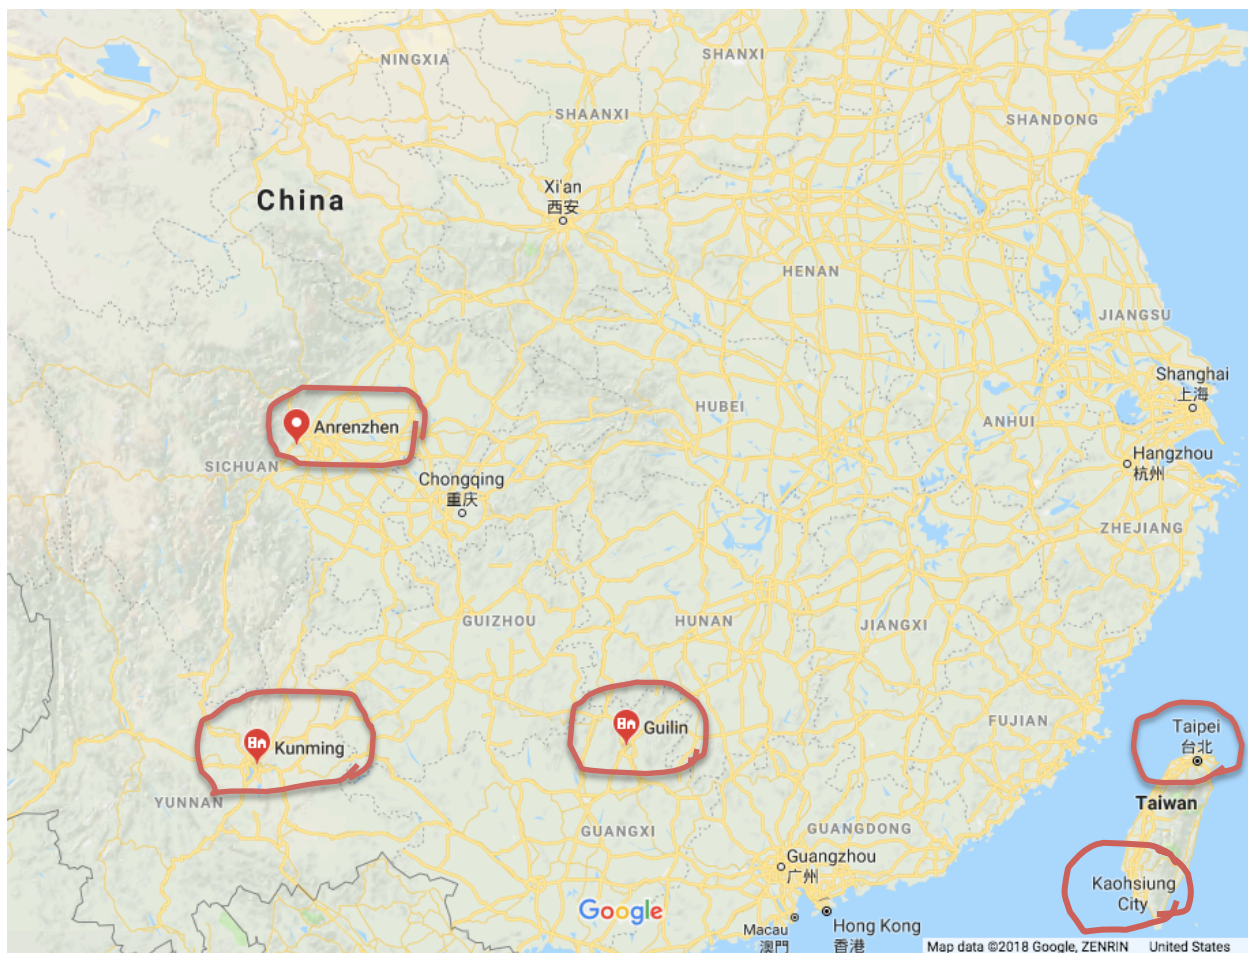 NINGXIA
SHANXI
SHAANXI
SHANDONG
China
Xi'an
西安
HENAN
JIANGSU
Shanghai
上海
HUBEI
ANHUI
Anrenzhen
SICHUAN
Hangzhou
杭州
Chongqing
重庆
ZHEJIANG
GUIZHOU
HUNAN
JIANGXI
FUJIAN
Guilin
Taipei
台北
Kunming
YUNNAN
Taiwan
GUANGXI
GUANGDONG
Guangzhou
广州
Kaohsiung
City
Google
Macau
澳門
Hong Kong
香港
Map data ©2018 Google, ZENRIN United States